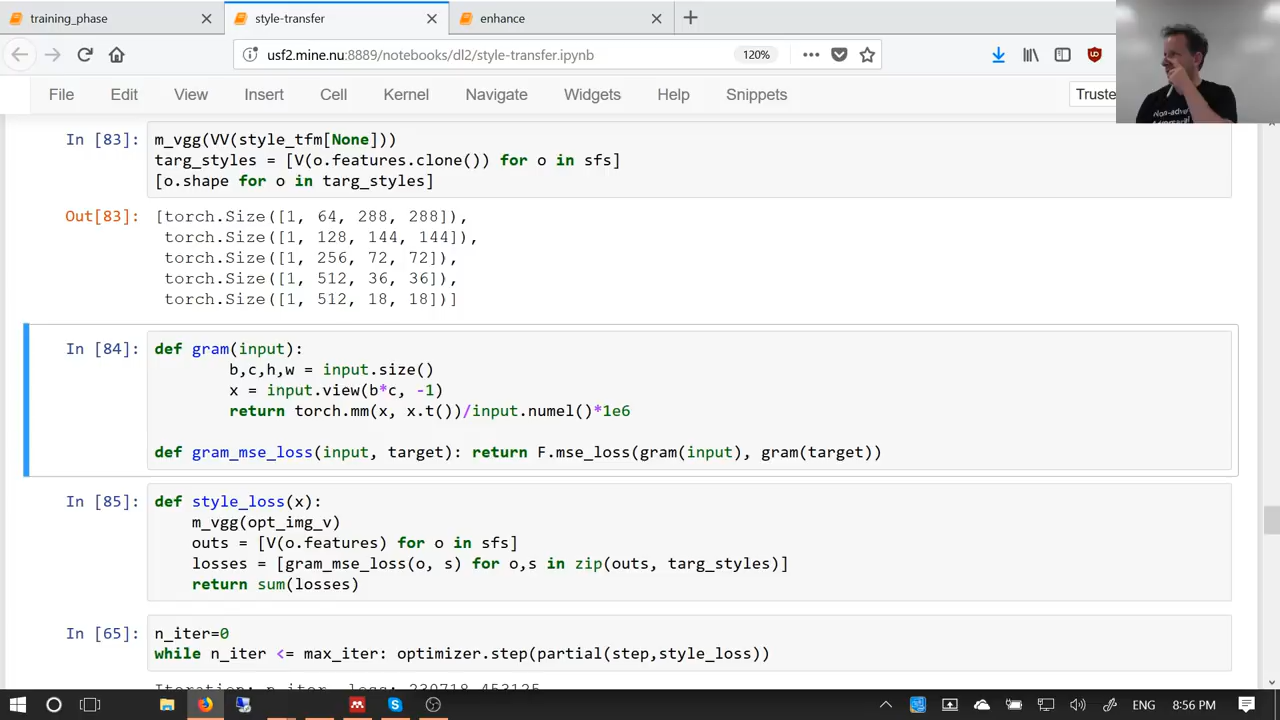 training_phase
style-transfer
enhance
usf2.mine.nu:8889/notebooks/dl2/style-transfer.ipynb
120%
File Edit View Insert Cell Kernel Navigate Widgets Help Snippets
Truste
In [83]: m_vgg(VV(style_tfm[None]))
targ_styles = [V(o.features.clone()) for o in sfs]
[o.shape for o in targ_styles]
Out[83]: [torch.Size([1, 64, 288, 288]),
torch.Size([1, 128, 144, 144]),
torch.Size([1, 256, 72, 72]),
torch.Size([1, 512, 36, 36]),
torch.Size([1, 512, 18, 18])]
In [84]: def gram(input):
b,c,h,w = input.size()
x = input.view(b*c, -1)
return torch.mm(x, x.t())/input.numel()*1e6
def gram_mse_loss(input, target): return F.mse_loss(gram(input), gram(target))
In [85]: def style_loss(x):
m_vgg(opt_img_v)
outs = [V(o.features) for o in sfs]
losses = [gram_mse_loss(o, s) for o,s in zip(outs, targ_styles)]
return sum(losses)
In [65]: n_iter=0
while n_iter <= max_iter: optimizer.step(partial(step,style_loss))
Iteration: n_iter, loss: 230718.453125
ENG
8:56 PM